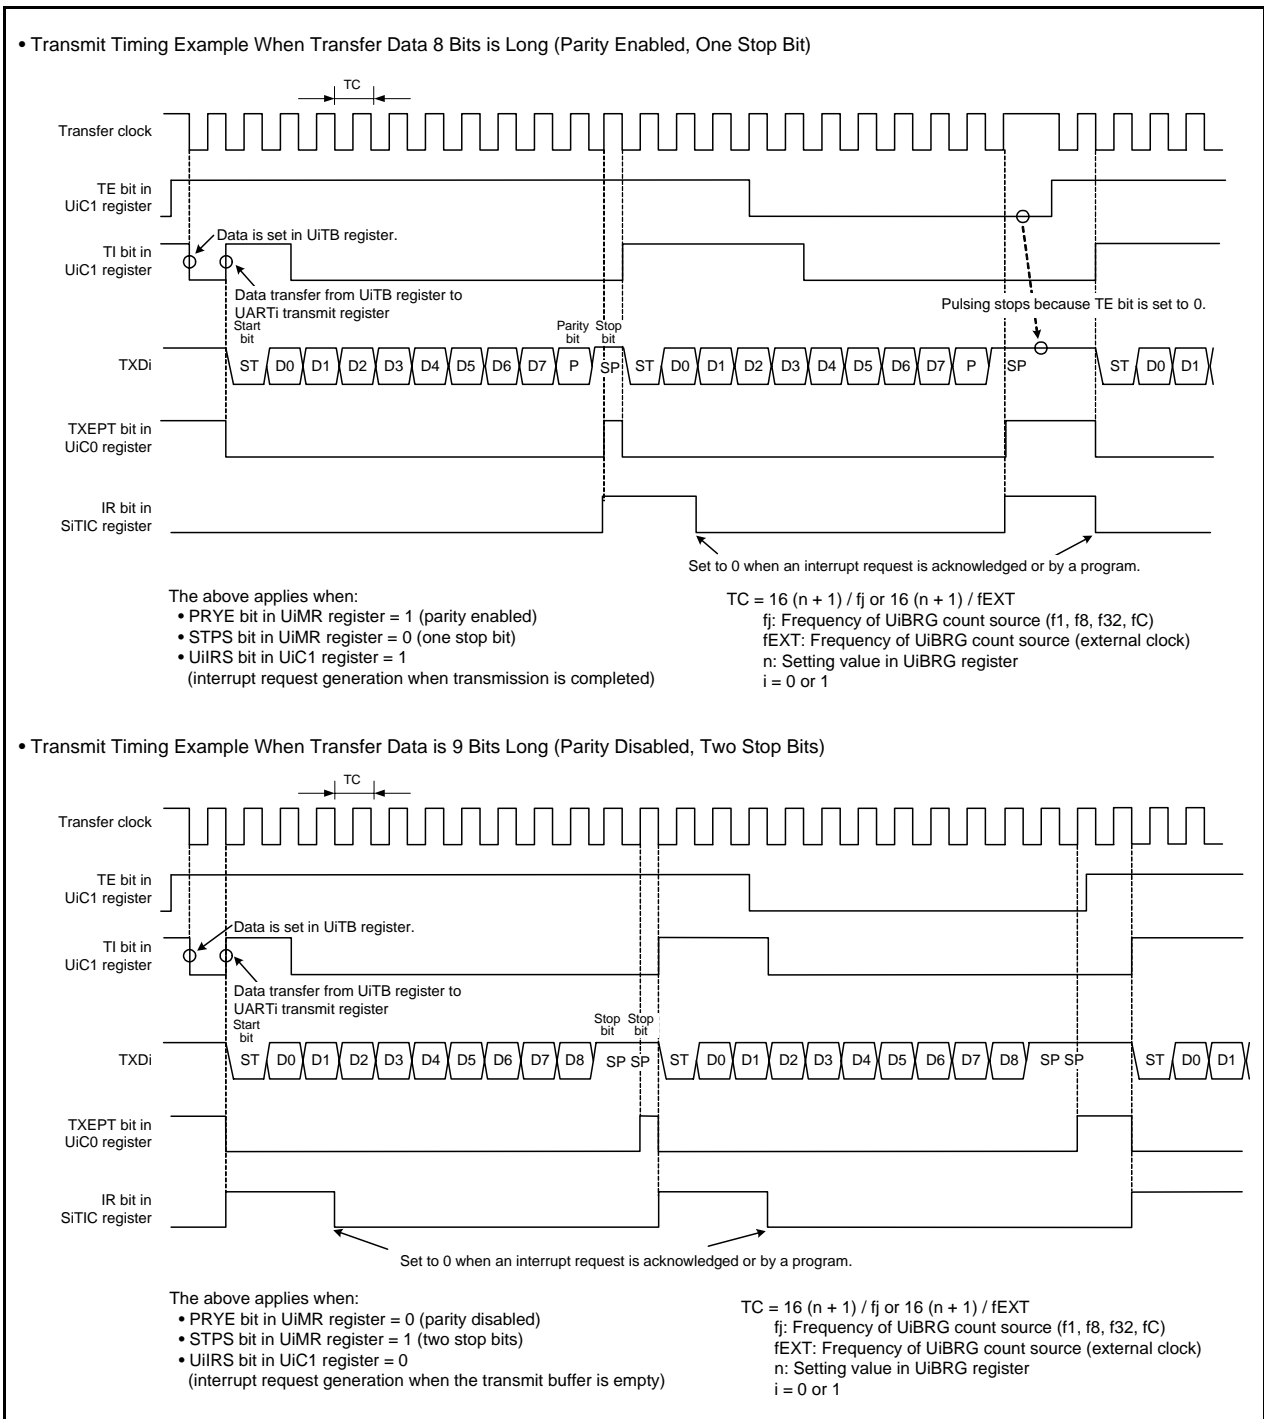 • Transmit Timing Example When Transfer Data 8 Bits is Long (Parity Enabled, One Stop Bit)
TC
Transfer clock
TE bit in
UiC1 register
Data is set in UiTB register.
TI bit in
UiC1 register
Data transfer from UiTB register to
UARTi transmit register
Pulsing stops because TE bit is set to 0.
Start
bit
Parity
bit
Stop
bit
TXDi
ST D0 D1 D2 D3 D4 D5 D6 D7 P SP ST D0 D1 D2 D3 D4 D5 D6 D7 P SP ST D0 D1
TXEPT bit in
UiC0 register
IR bit in
SiTIC register
Set to 0 when an interrupt request is acknowledged or by a program.
The above applies when:
• PRYE bit in UiMR register = 1 (parity enabled)
• STPS bit in UiMR register = 0 (one stop bit)
• UiIRS bit in UiC1 register = 1
(interrupt request generation when transmission is completed)
TC = 16 (n + 1) / fj or 16 (n + 1) / fEXT
fj: Frequency of UiBRG count source (f1, f8, f32, fC)
fEXT: Frequency of UiBRG count source (external clock)
n: Setting value in UiBRG register
i = 0 or 1
• Transmit Timing Example When Transfer Data is 9 Bits Long (Parity Disabled, Two Stop Bits)
TC
Transfer clock
TE bit in
UiC1 register
Data is set in UiTB register.
TI bit in
UiC1 register
Data transfer from UiTB register to
UARTi transmit register
Start
bit
Stop
bit
Stop
bit
TXDi
ST D0 D1 D2 D3 D4 D5 D6 D7 D8 SP SP ST D0 D1 D2 D3 D4 D5 D6 D7 D8 SP SP ST D0 D1
TXEPT bit in
UiC0 register
IR bit in
SiTIC register
Set to 0 when an interrupt request is acknowledged or by a program.
The above applies when:
• PRYE bit in UiMR register = 0 (parity disabled)
• STPS bit in UiMR register = 1 (two stop bits)
• UiIRS bit in UiC1 register = 0
(interrupt request generation when the transmit buffer is empty)
TC = 16 (n + 1) / fj or 16 (n + 1) / fEXT
fj: Frequency of UiBRG count source (f1, f8, f32, fC)
fEXT: Frequency of UiBRG count source (external clock)
n: Setting value in UiBRG register
i = 0 or 1